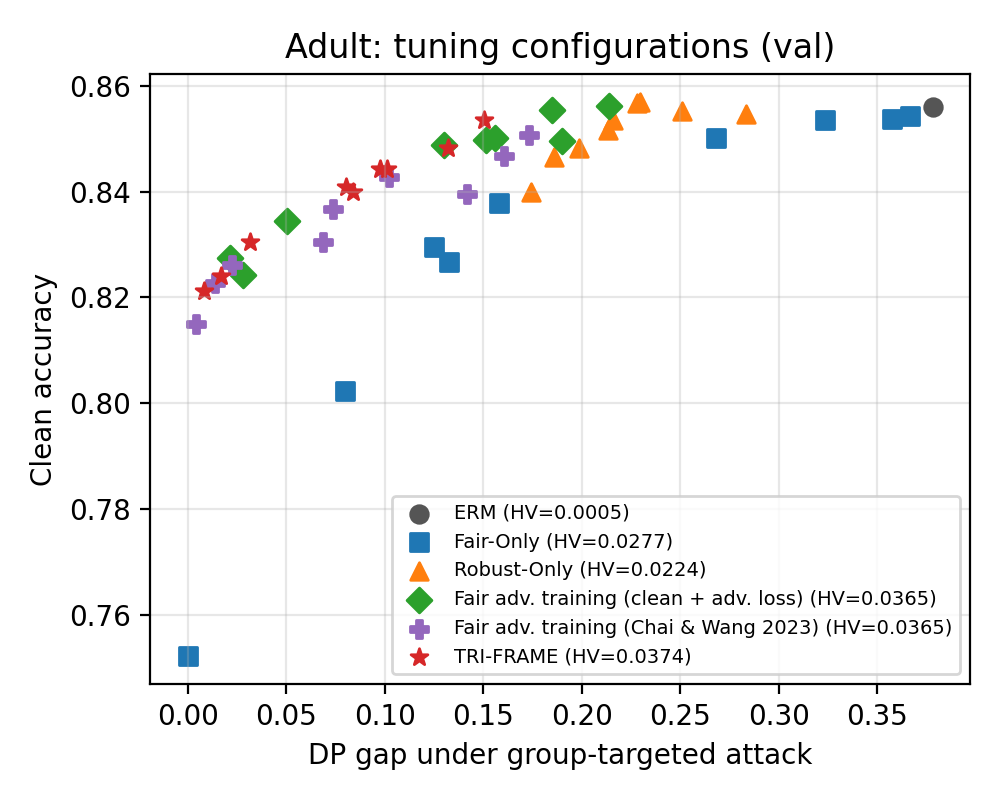 Adult: tuning configurations (val)
Clean accuracy
0.86
0.84
0.82
0.80
0.78
0.76
ERM (HV=0.0005)
Fair-Only (HV=0.0277)
Robust-Only (HV=0.0224)
Fair adv. training (clean + adv. loss) (HV=0.0365)
Fair adv. training (Chai & Wang 2023) (HV=0.0365)
TRI-FRAME (HV=0.0374)
0.00 0.05 0.10 0.15 0.20 0.25 0.30 0.35
DP gap under group-targeted attack